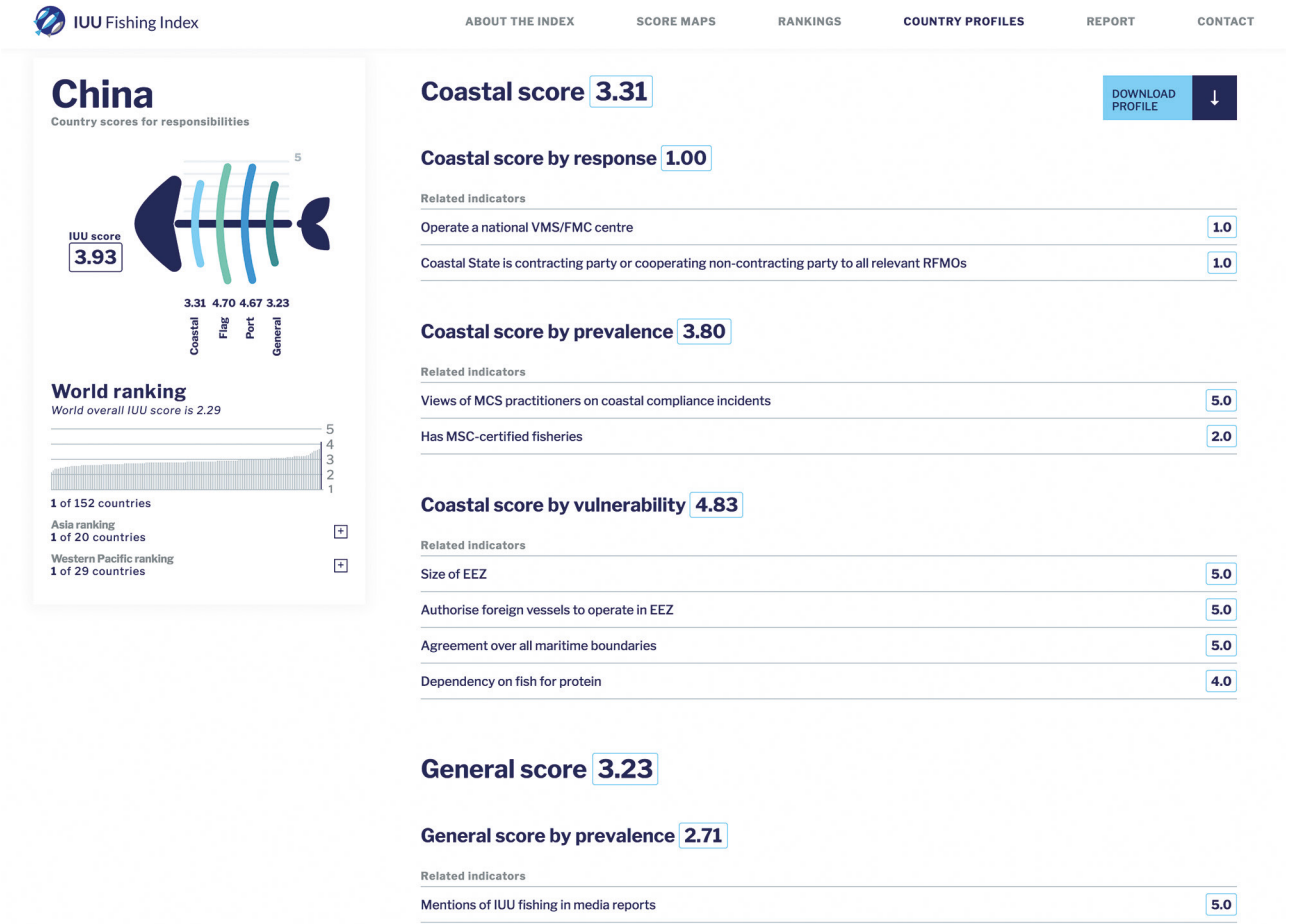 IUU Fishing Index
ABOUT THE INDEX SCORE MAPS RANKINGS COUNTRY PROFILES REPORT CONTACT
China
Country scores for responsibilities
5
IUU score
3.93
3.31 4.70 4.67 3.23
Coastal Flag Port General
World ranking
World overall IUU score is 2.29
5
4
3
2
1
1 of 152 countries
Asia ranking
1 of 20 countries
+
Western Pacific ranking
1 of 29 countries
+
Coastal score 3.31
DOWNLOAD
PROFILE ↓
Coastal score by response 1.00
Related indicators
Operate a national VMS/FMC centre 1.0
Coastal State is contracting party or cooperating non-contracting party to all relevant RFMOs 1.0
Coastal score by prevalence 3.80
Related indicators
Views of MCS practitioners on coastal compliance incidents 5.0
Has MSC-certified fisheries 2.0
Coastal score by vulnerability 4.83
Related indicators
Size of EEZ 5.0
Authorise foreign vessels to operate in EEZ 5.0
Agreement over all maritime boundaries 5.0
Dependency on fish for protein 4.0
General score 3.23
General score by prevalence 2.71
Related indicators
Mentions of IUU fishing in media reports 5.0